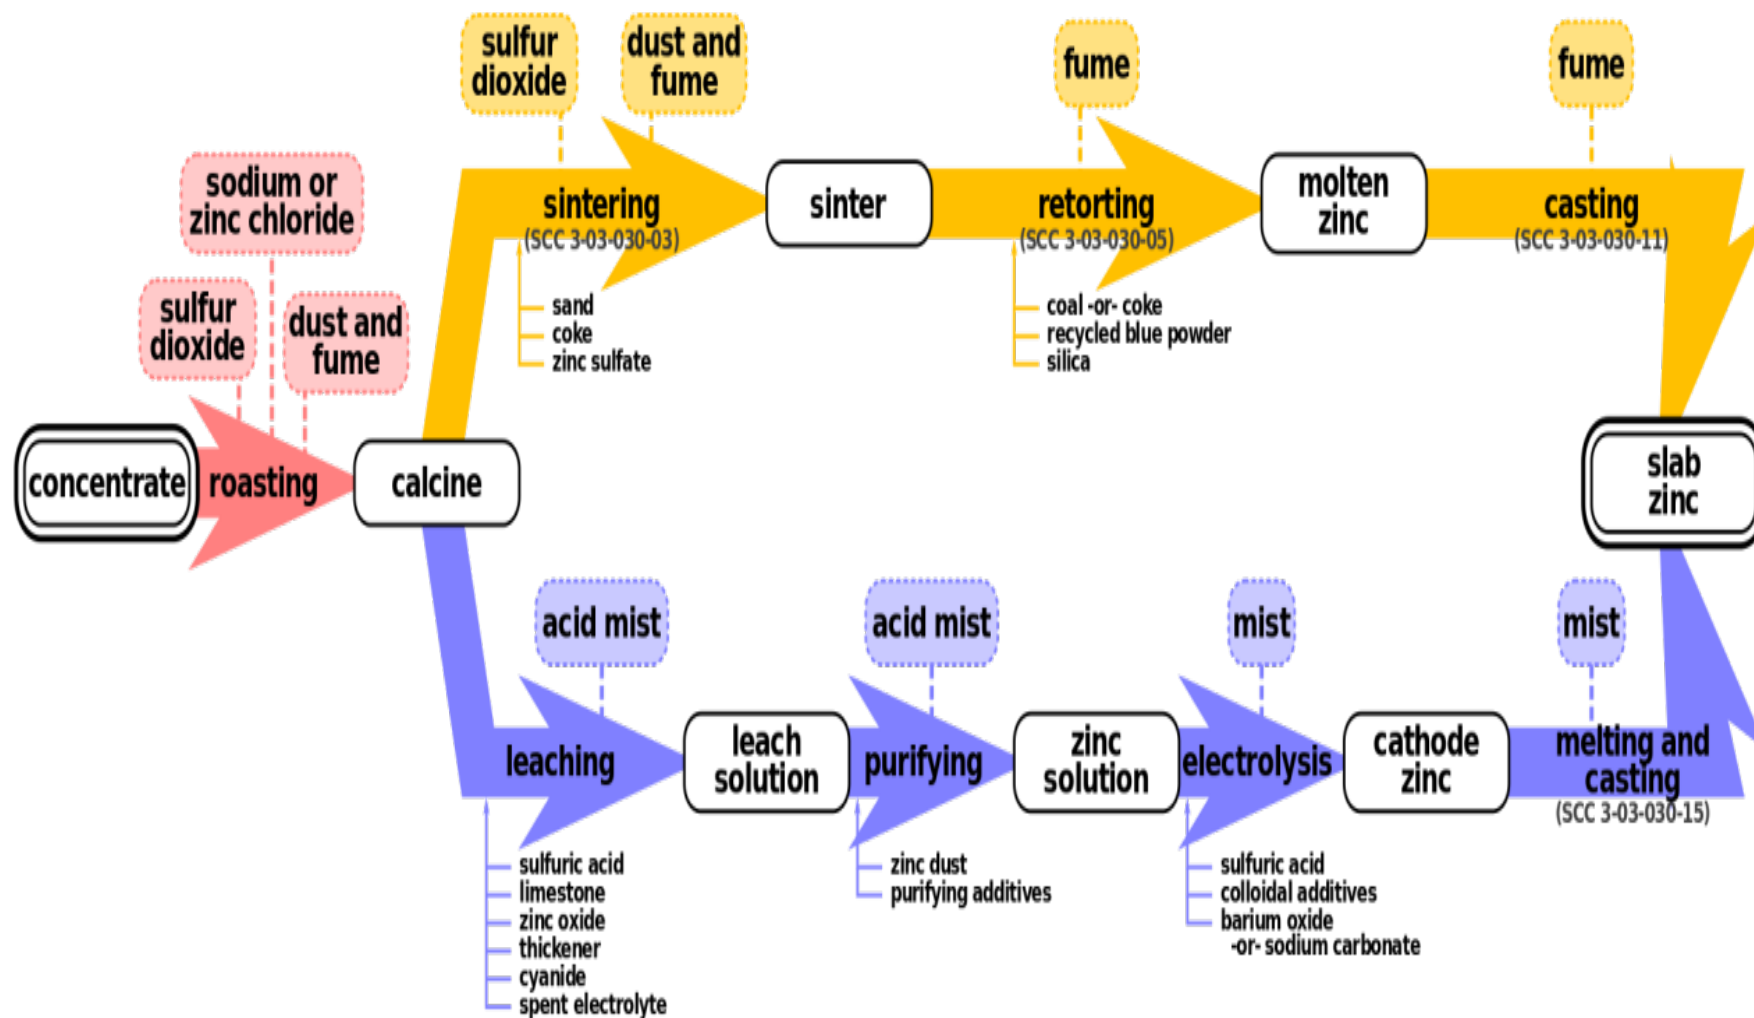 sulfur
dioxide
dust and
fume
fume
fume
sodium or
zinc chloride
sintering
(SCC 3-03-030-03)
sinter
retorting
(SCC 3-03-030-05)
molten
zinc
casting
(SCC 3-03-030-11)
sulfur
dioxide
dust and
fume
sand
coke
zinc sulfate
coal -or- coke
recycled blue powder
silica
concentrate
roasting
calcine
slab
zinc
acid mist
acid mist
mist
mist
leaching
leach
solution
purifying
zinc
solution
electrolysis
cathode
zinc
melting and
casting
(SCC 3-03-030-15)
sulfuric acid
limestone
zinc oxide
thickener
cyanide
spent electrolyte
zinc dust
purifying additives
sulfuric acid
colloidal additives
barium oxide
-or- sodium carbonate